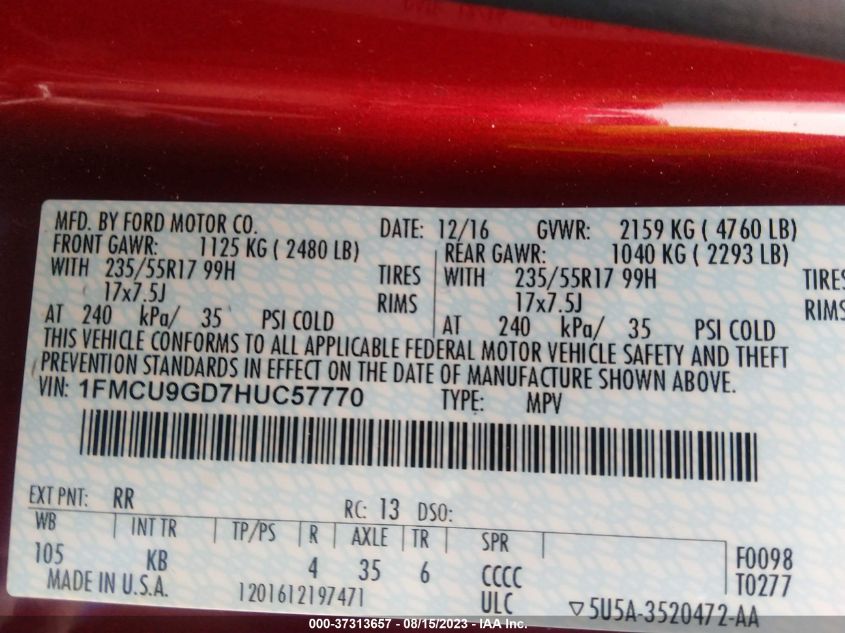 MFD. BY FORD MOTOR CO. DATE: 12/16 GVWR: 2159 KG ( 4760 LB)
FRONT GAWR: 1125 KG ( 2480 LB) REAR GAWR: 1040 KG ( 2293 LB)
WITH 235/55R17 99H TIRES WITH 235/55R17 99H TIRES
17x7.5J RIMS 17x7.5J RIMS
AT 240 kPa/ 35 PSI COLD AT 240 kPa/ 35 PSI COLD
THIS VEHICLE CONFORMS TO ALL APPLICABLE FEDERAL MOTOR VEHICLE SAFETY AND THEFT
PREVENTION STANDARDS IN EFFECT ON THE DATE OF MANUFACTURE SHOWN ABOVE.
VIN: 1FMCU9GD7HUC57770 TYPE: MPV
EXT PNT: RR RC: 13 DSO:
WB INT TR TP/PS R AXLE TR SPR
105 KB 4 35 6 CCCC F0098
ULC T0277
MADE IN U.S.A. 1201612197471 5U5A-3520472-AA
000-37313657 - 08/15/2023 - IAA Inc.